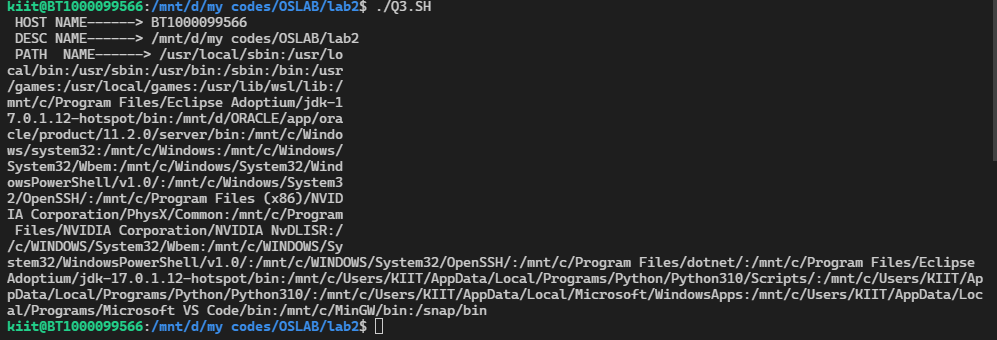 kiit@BT1000099566:/mnt/d/my codes/OSLAB/lab2$ ./Q3.SH
 HOST NAME------> BT1000099566
 DESC NAME------> /mnt/d/my codes/OSLAB/lab2
 PATH  NAME------> /usr/local/sbin:/usr/lo
cal/bin:/usr/sbin:/usr/bin:/sbin:/bin:/usr
/games:/usr/local/games:/usr/lib/wsl/lib:/
mnt/c/Program Files/Eclipse Adoptium/jdk-1
7.0.1.12-hotspot/bin:/mnt/d/ORACLE/app/ora
cle/product/11.2.0/server/bin:/mnt/c/Windo
ws/system32:/mnt/c/Windows:/mnt/c/Windows/
System32/Wbem:/mnt/c/Windows/System32/Wind
owsPowerShell/v1.0/:/mnt/c/Windows/System3
2/OpenSSH/:/mnt/c/Program Files (x86)/NVID
IA Corporation/PhysX/Common:/mnt/c/Program
 Files/NVIDIA Corporation/NVIDIA NvDLISR:/
/c/WINDOWS/System32/Wbem:/mnt/c/WINDOWS/Sy
stem32/WindowsPowerShell/v1.0/:/mnt/c/WINDOWS/System32/OpenSSH/:/mnt/c/Program Files/dotnet/:/mnt/c/Program Files/Eclipse
Adoptium/jdk-17.0.1.12-hotspot/bin:/mnt/c/Users/KIIT/AppData/Local/Programs/Python/Python310/Scripts/:/mnt/c/Users/KIIT/Ap
pData/Local/Programs/Python/Python310/:/mnt/c/Users/KIIT/AppData/Local/Microsoft/WindowsApps:/mnt/c/Users/KIIT/AppData/Loc
al/Programs/Microsoft VS Code/bin:/mnt/c/MinGW/bin:/snap/bin
kiit@BT1000099566:/mnt/d/my codes/OSLAB/lab2$